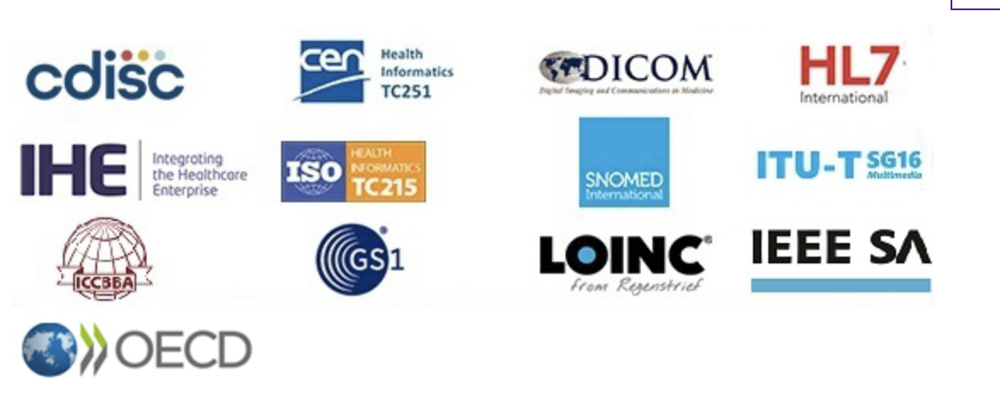 cdisc
cen
Health
Informatics
TC251
DICOM
Digital Imaging and Communications in Medicine
HL7
International
IHE
Integrating
the Healthcare
Enterprise
ISO
HEALTH
INFORMATICS
TC215
SNOMED
International
ITU-T SG16
Multimedia
ICCBBA
GS1®
LOINC®
from Regenstrief
IEEE SA
OECD